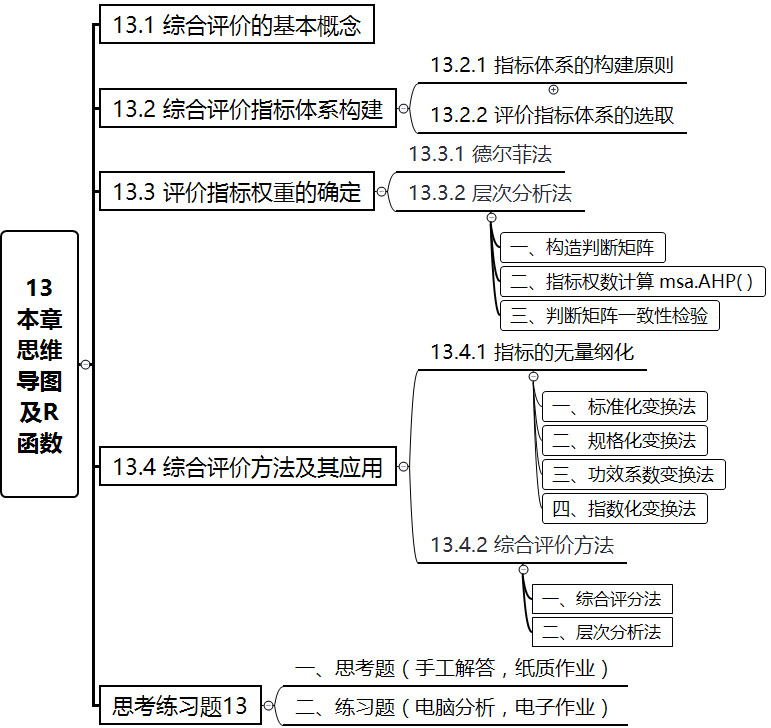 13
本章
思维
导图
及R
函数
13.1 综合评价的基本概念
13.2 综合评价指标体系构建
13.2.1 指标体系的构建原则
13.2.2 评价指标体系的选取
13.3 评价指标权重的确定
13.3.1 德尔菲法
13.3.2 层次分析法
一、构造判断矩阵
二、指标权数计算 msa.AHP( )
三、判断矩阵一致性检验
13.4 综合评价方法及其应用
13.4.1 指标的无量纲化
一、标准化变换法
二、规格化变换法
三、功效系数变换法
四、指数化变换法
13.4.2 综合评价方法
一、综合评分法
二、层次分析法
思考练习题13
一、思考题（手工解答，纸质作业）
二、练习题（电脑分析，电子作业）